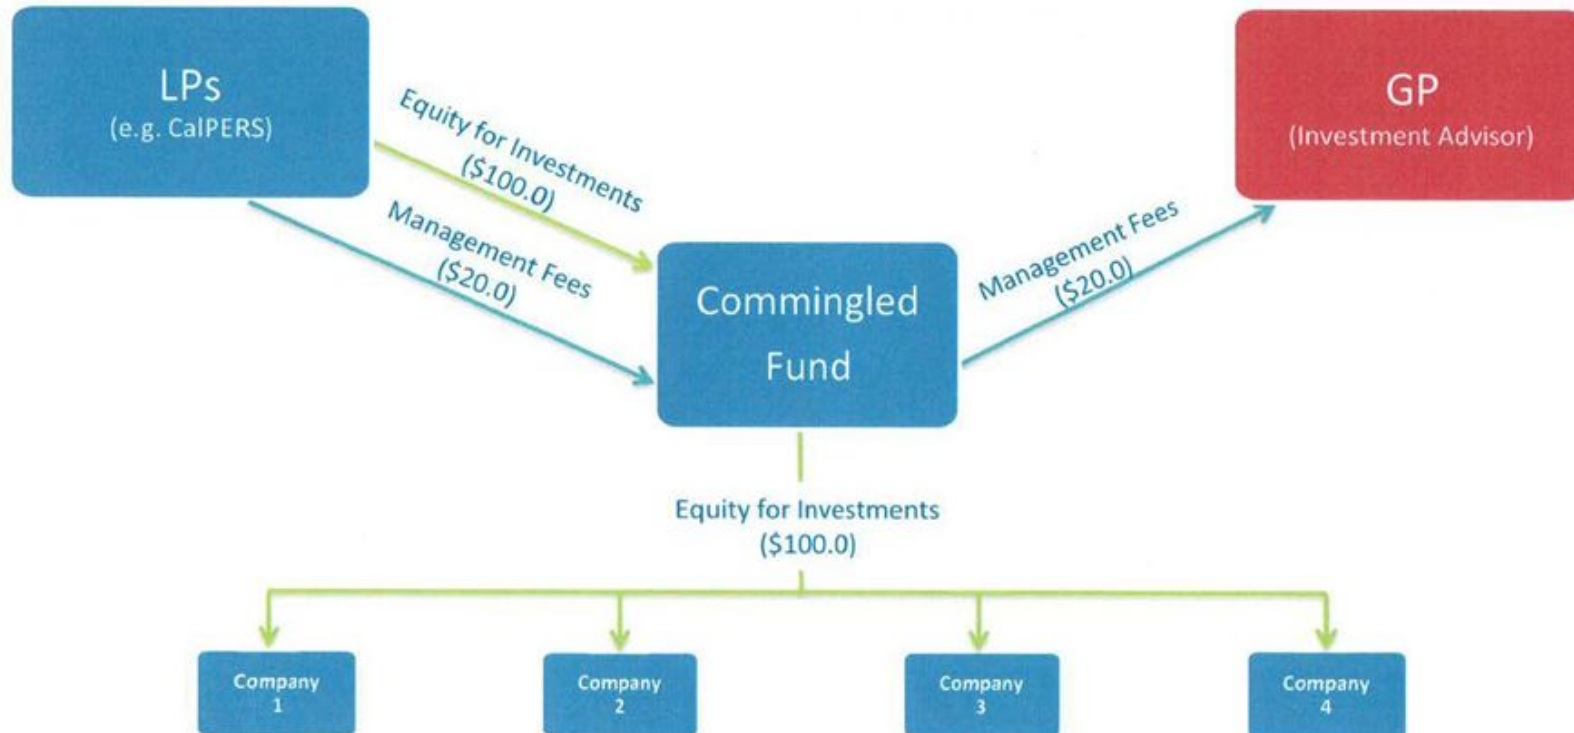 LPs
(e.g. CalPERS)
GP
(Investment Advisor)
Equity for Investments
($100.0)
Management Fees
($20.0)
Commingled
Fund
Management Fees
($20.0)
Equity for Investments
($100.0)
Company
1
Company
2
Company
3
Company
4